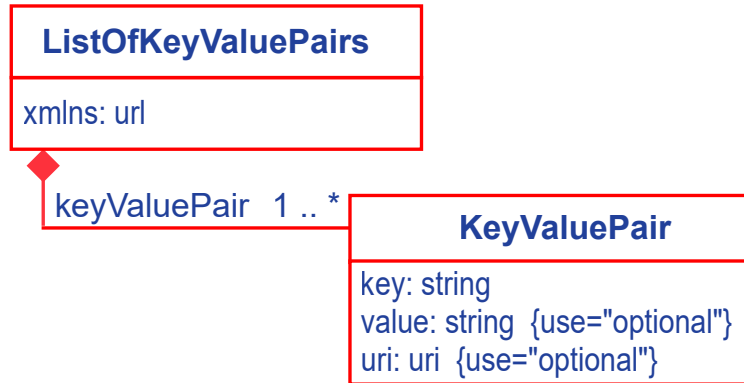 ListOfKeyValuePairs
xmlns: url
keyValuePair 1 .. *
KeyValuePair
key: string
value: string {use="optional"}
uri: uri {use="optional"}